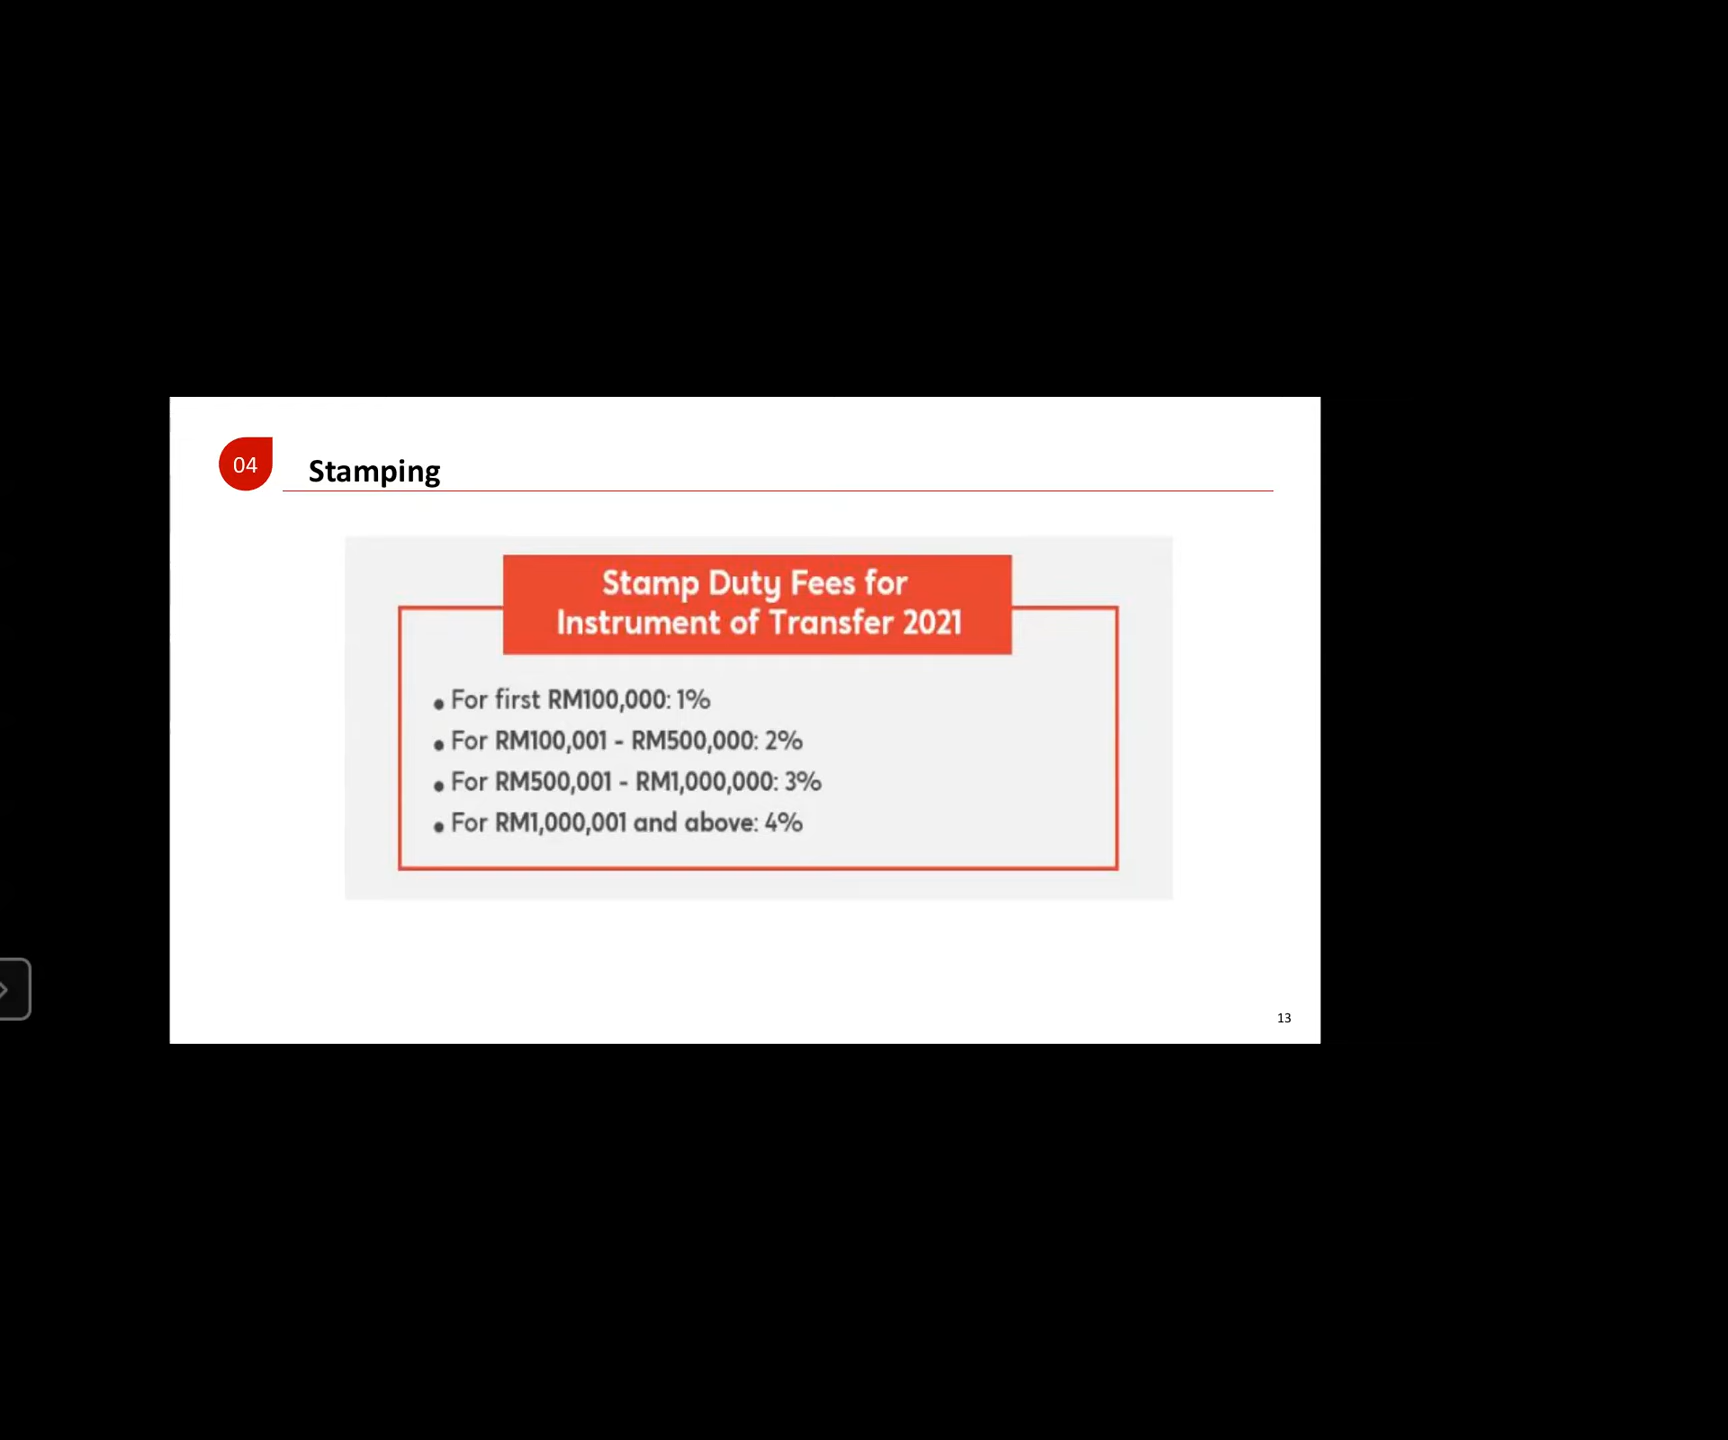 04
Stamping
Stamp Duty Fees for
Instrument of Transfer 2021
• For first RM100,000: 1%
• For RM100,001 - RM500,000: 2%
• For RM500,001 - RM1,000,000: 3%
• For RM1,000,001 and above: 4%
13